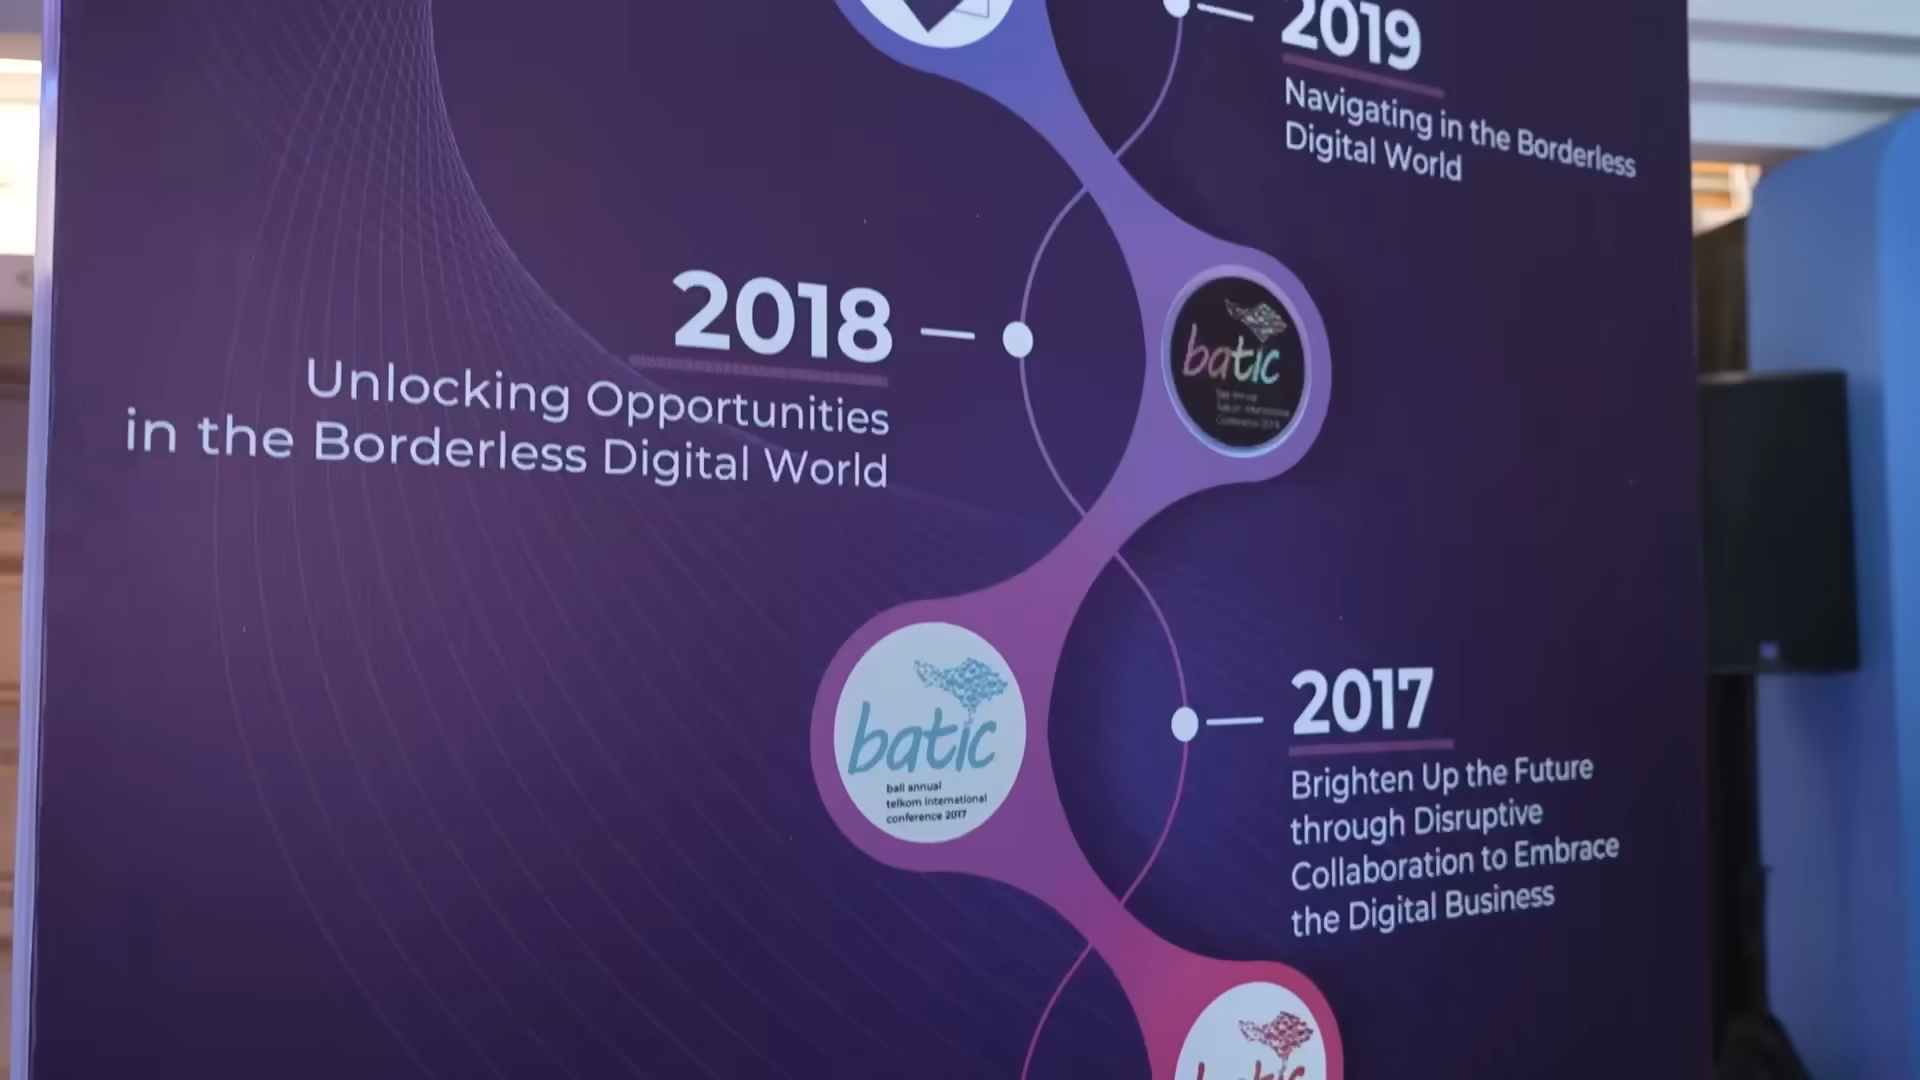 2019
Navigating in the Borderless
Digital World
2018
Unlocking Opportunities
in the Borderless Digital World
batic
2017
Brighten Up the Future
through Disruptive
Collaboration to Embrace
the Digital Business
batic
bali annual
telkom international
conference 2017